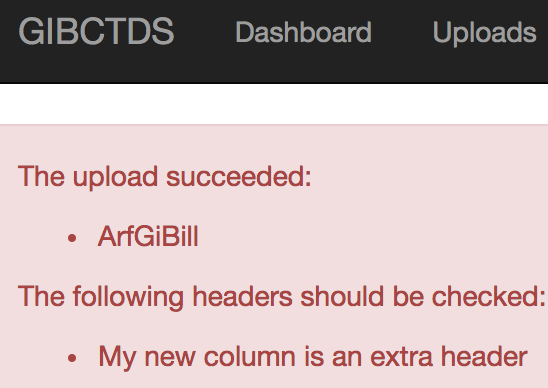 GIBCTDS Dashboard Uploads
The upload succeeded:
• ArfGiBill
The following headers should be checked:
• My new column is an extra header